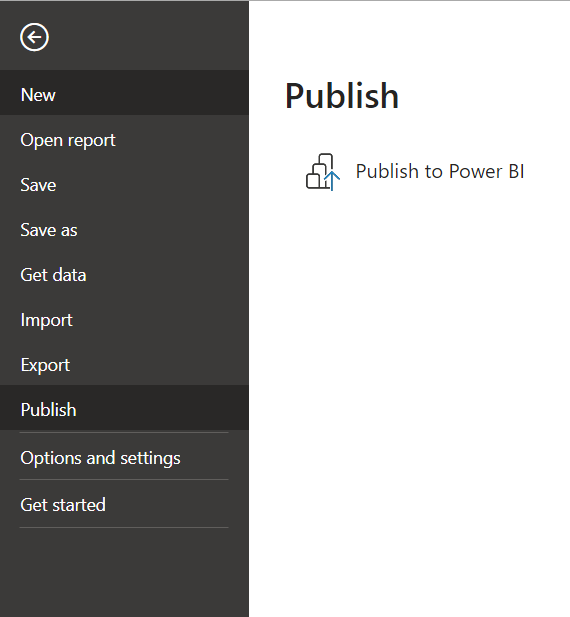 New
Open report
Save
Save as
Get data
Import
Export
Publish
Options and settings
Get started
Publish
Publish to Power BI